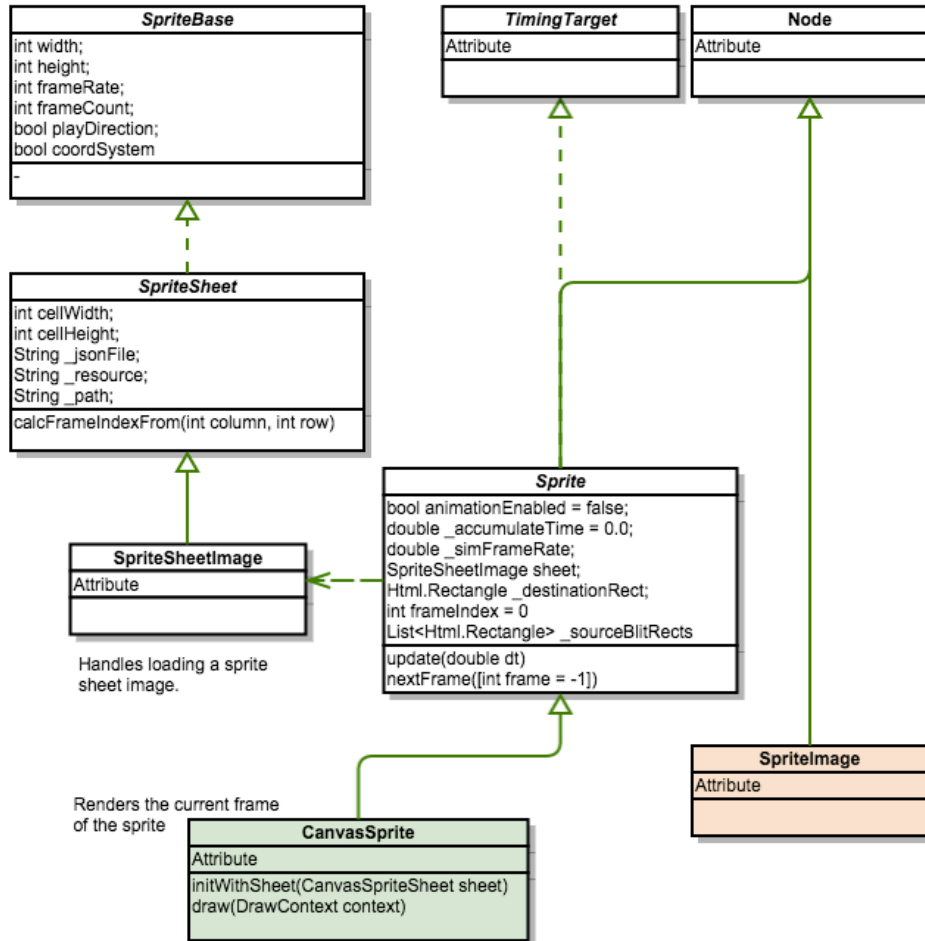 SpriteBase
int width;
int height;
int frameRate;
int frameCount;
bool playDirection;
bool coordSystem
-
TimingTarget
Attribute
Node
Attribute
SpriteSheet
int cellWidth;
int cellHeight;
String _jsonFile;
String _resource;
String _path;
calcFrameIndexFrom(int column, int row)
SpriteSheetImage
Attribute
Handles loading a sprite
sheet image.
Sprite
bool animationEnabled = false;
double _accumulateTime = 0.0;
double _simFrameRate;
SpriteSheetImage sheet;
Html.Rectangle _destinationRect;
int frameIndex = 0
List<Html.Rectangle> _sourceBlitRects
update(double dt)
nextFrame([int frame = -1])
SpriteImage
Attribute
Renders the current frame
of the sprite
CanvasSprite
Attribute
initWithSheet(CanvasSpriteSheet sheet)
draw(DrawContext context)